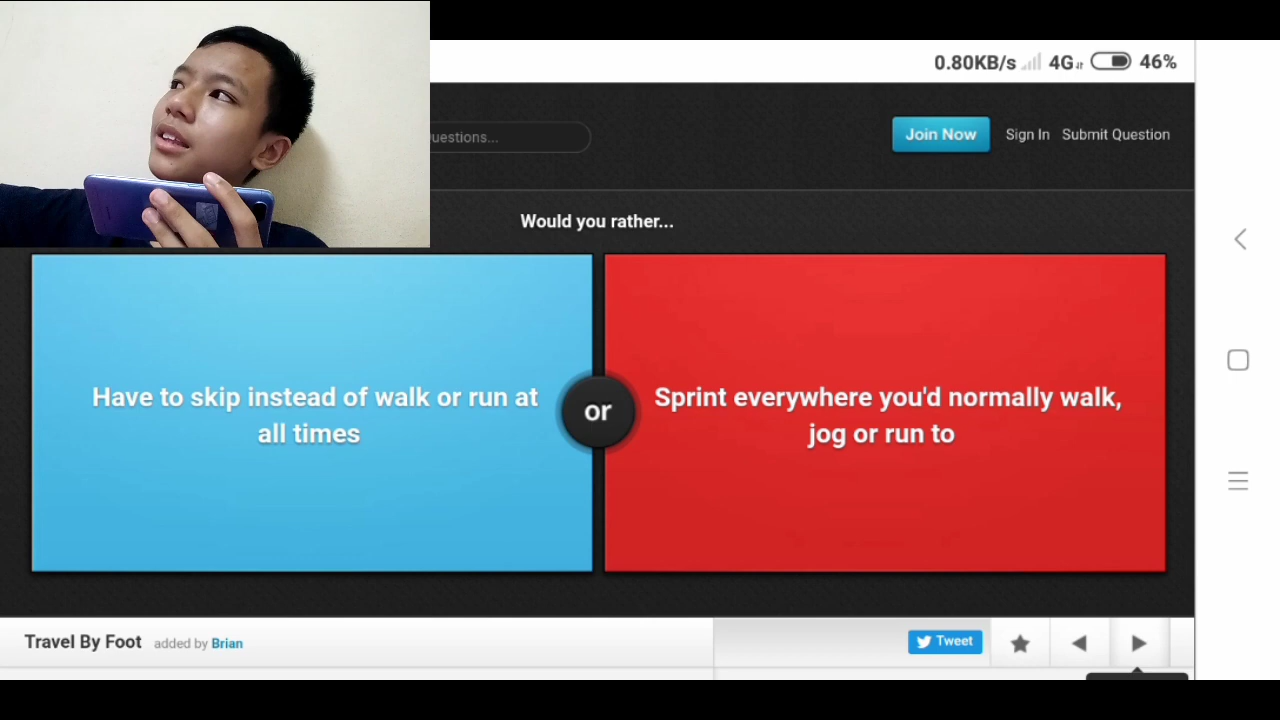 0.80KB/s 4G 46%
uestions...
Join Now Sign In Submit Question
Would you rather...
Have to skip instead of walk or run at
all times
or
Sprint everywhere you'd normally walk,
jog or run to
Travel By Foot added by Brian
Tweet